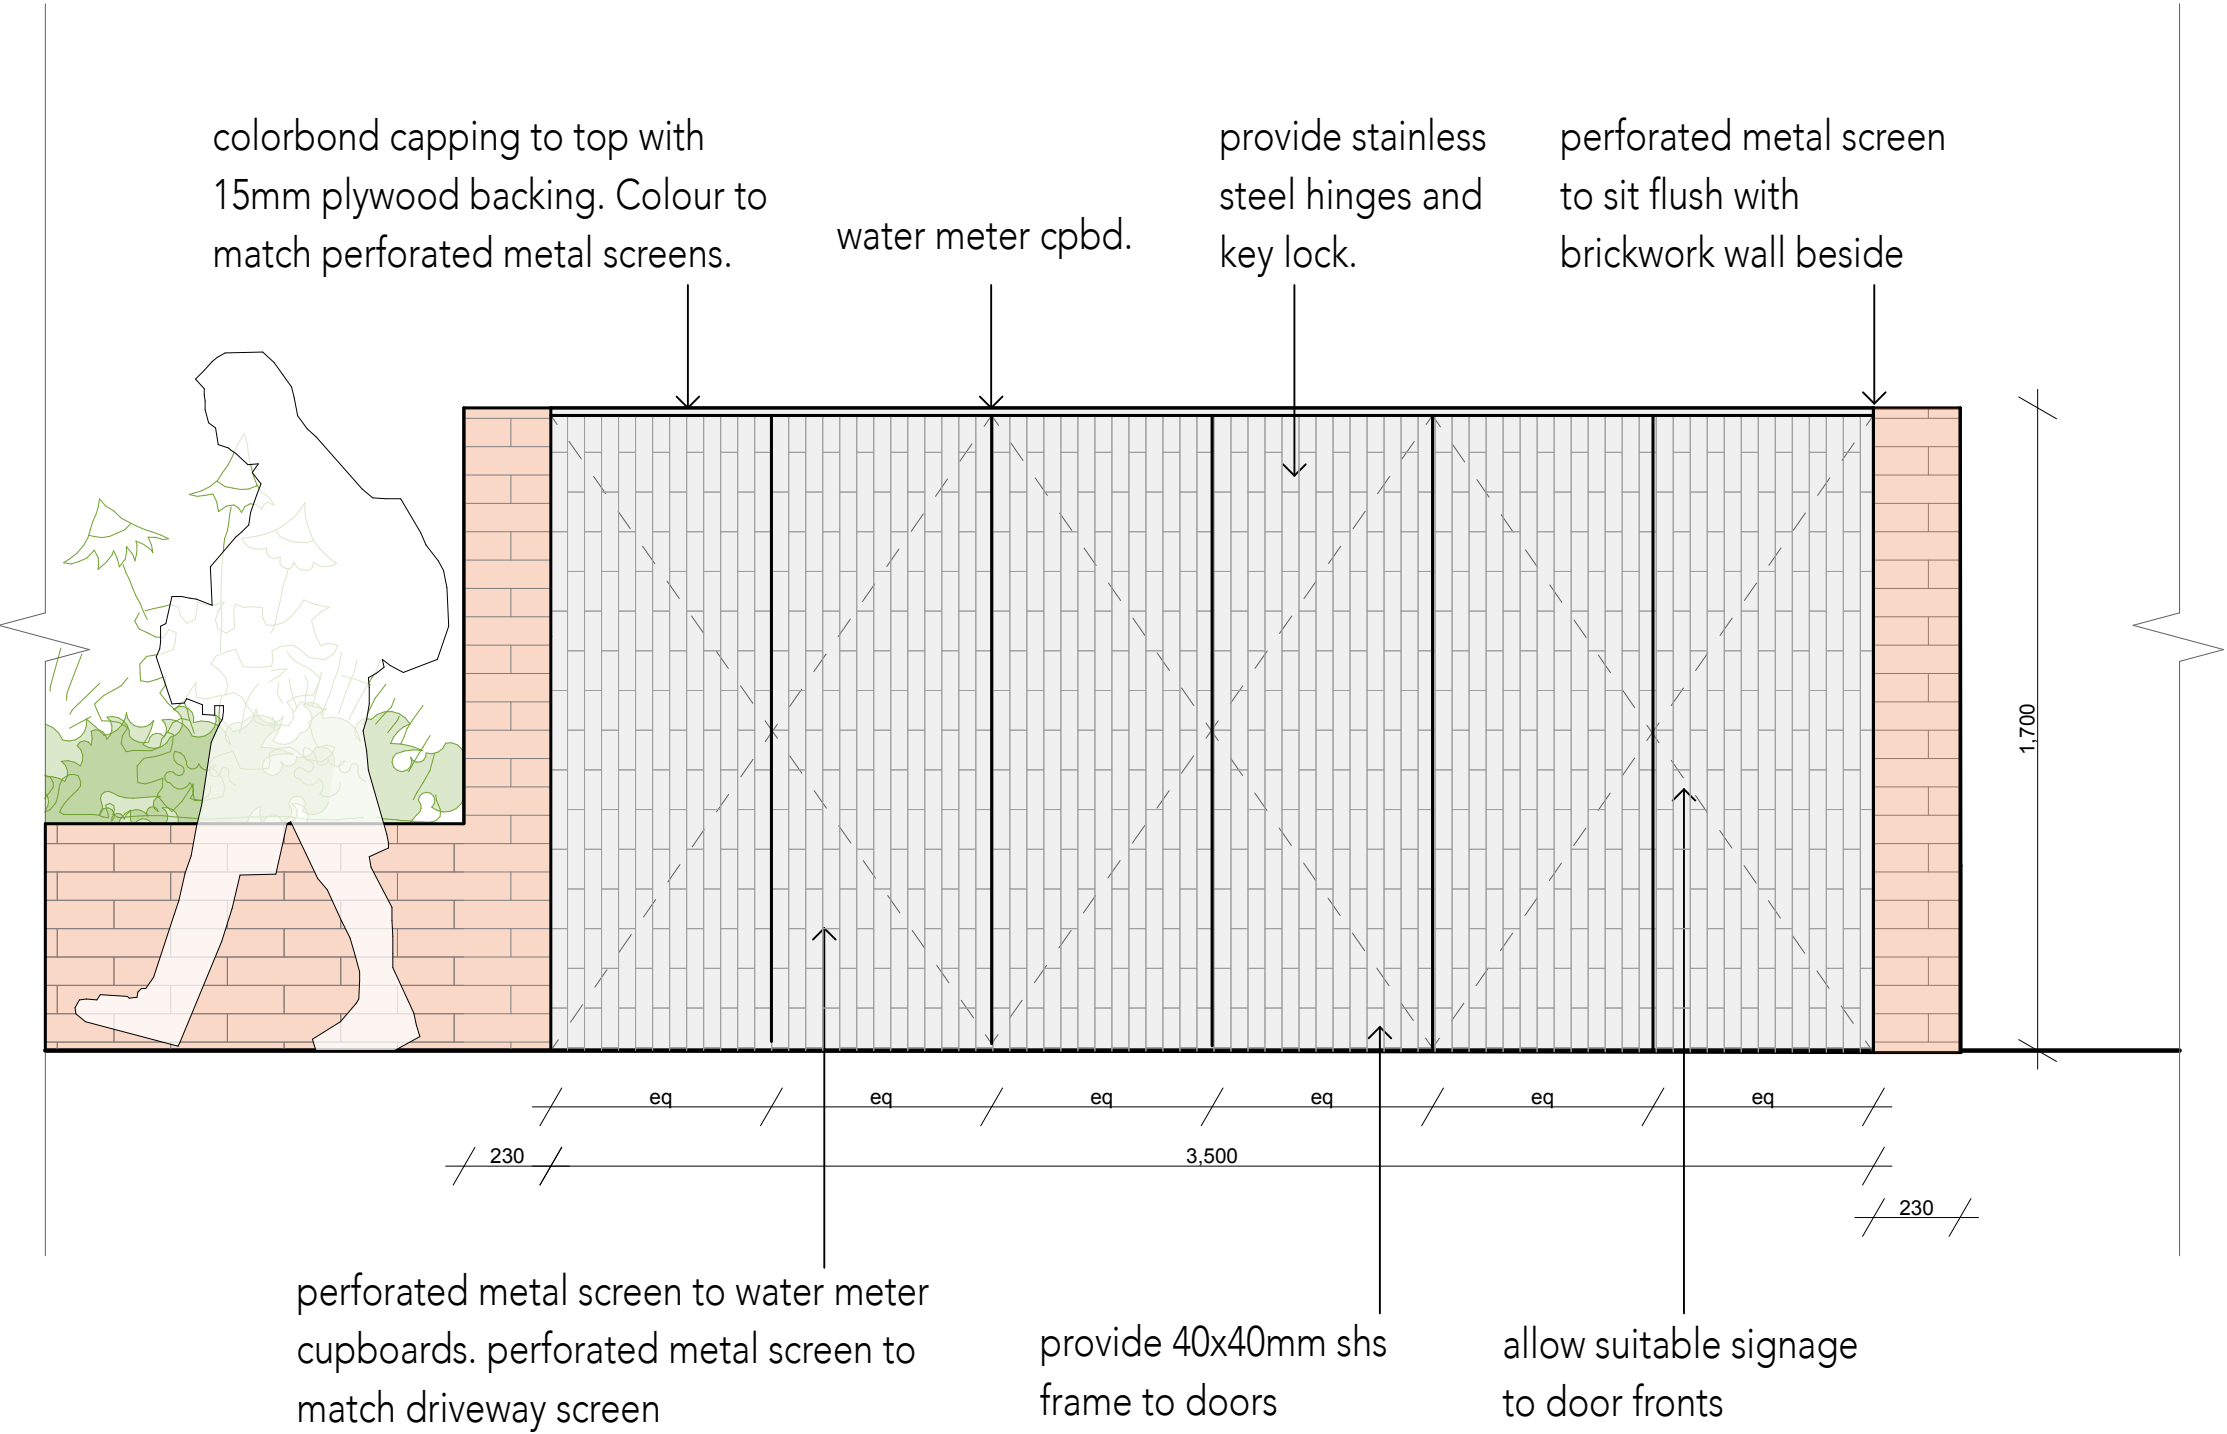 colorbond capping to top with
15mm plywood backing. Colour to
match perforated metal screens.
water meter cpbd.
provide stainless
steel hinges and
key lock.
perforated metal screen
to sit flush with
brickwork wall beside
1,700
eq
eq
eq
eq
eq
eq
230
3,500
230
perforated metal screen to water meter
cupboards. perforated metal screen to
match driveway screen
provide 40x40mm shs
frame to doors
allow suitable signage
to door fronts